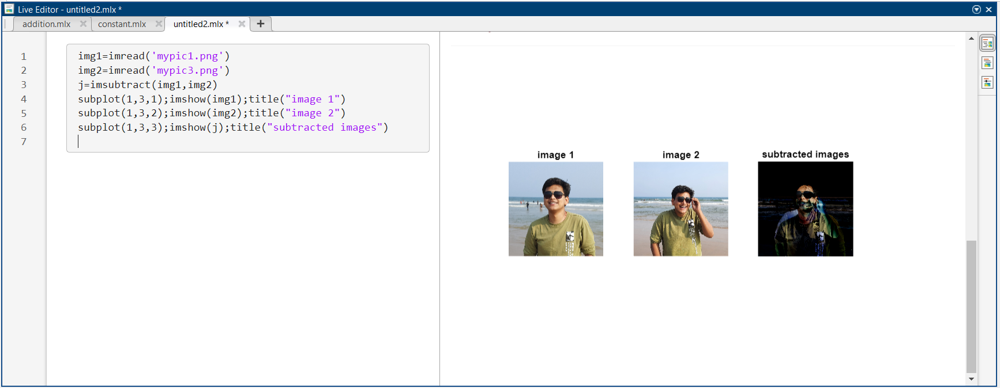 Live Editor - untitled2.mlx *
addition.mlx constant.mlx untitled2.mlx * +
1 img1=imread('mypic1.png')
2 img2=imread('mypic3.png')
3 j=imsubtract(img1,img2)
4 subplot(1,3,1);imshow(img1);title("image 1")
5 subplot(1,3,2);imshow(img2);title("image 2")
6 subplot(1,3,3);imshow(j);title("subtracted images")
7
image 1 image 2 subtracted images